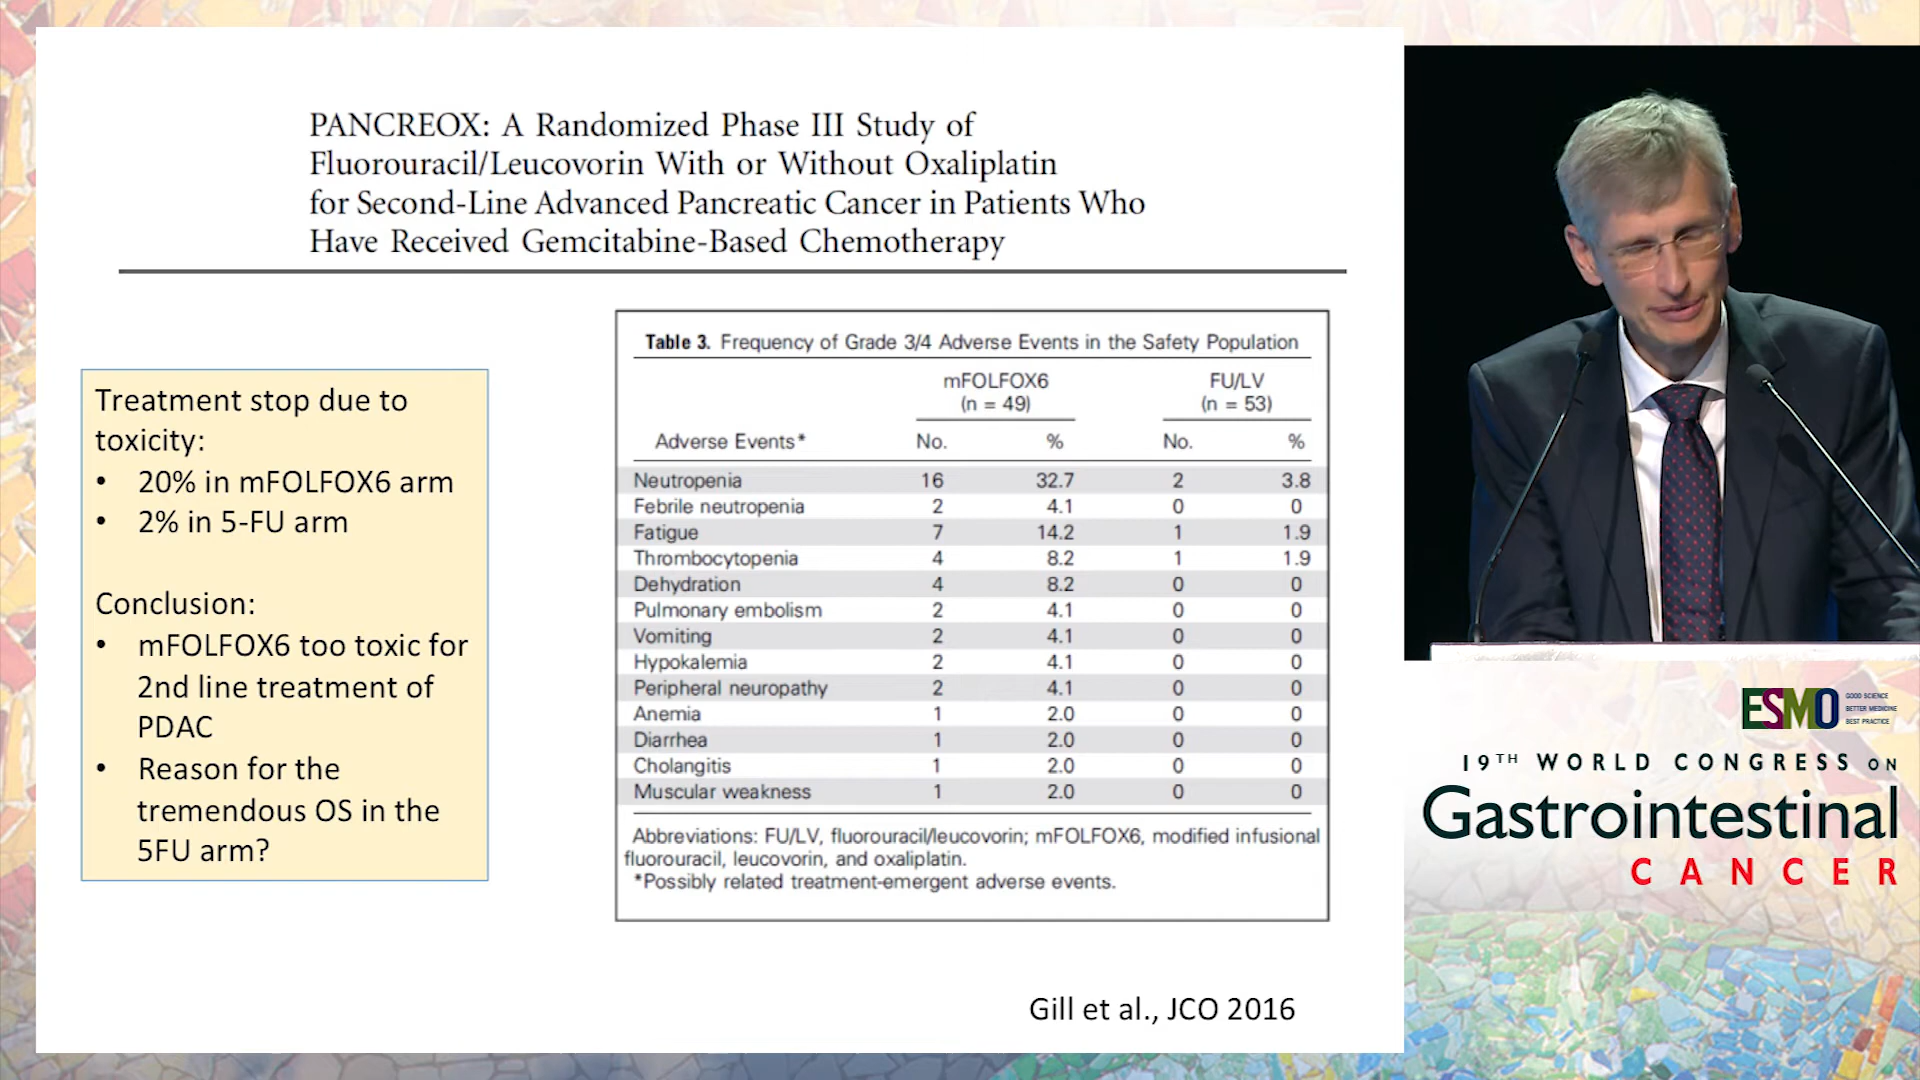 PANCREOX: A Randomized Phase III Study of
Fluorouracil/Leucovorin With or Without Oxaliplatin
for Second-Line Advanced Pancreatic Cancer in Patients Who
Have Received Gemcitabine-Based Chemotherapy
Treatment stop due to
toxicity:
• 20% in mFOLFOX6 arm
• 2% in 5-FU arm
Conclusion:
• mFOLFOX6 too toxic for
2nd line treatment of
PDAC
• Reason for the
tremendous OS in the
5FU arm?
Table 3. Frequency of Grade 3/4 Adverse Events in the Safety Population
mFOLFOX6 FU/LV
(n = 49) (n = 53)
Adverse Events* No. % No. %
Neutropenia 16 32.7 2 3.8
Febrile neutropenia 2 4.1 0 0
Fatigue 7 14.2 1 1.9
Thrombocytopenia 4 8.2 1 1.9
Dehydration 4 8.2 0 0
Pulmonary embolism 2 4.1 0 0
Vomiting 2 4.1 0 0
Hypokalemia 2 4.1 0 0
Peripheral neuropathy 2 4.1 0 0
Anemia 1 2.0 0 0
Diarrhea 1 2.0 0 0
Cholangitis 1 2.0 0 0
Muscular weakness 1 2.0 0 0
Abbreviations: FU/LV, fluorouracil/leucovorin; mFOLFOX6, modified infusional
fluorouracil, leucovorin, and oxaliplatin.
*Possibly related treatment-emergent adverse events.
Gill et al., JCO 2016
ESMO
GOOD SCIENCE
BETTER MEDICINE
BEST PRACTICE
19TH WORLD CONGRESS ON
Gastrointestinal
CANCER